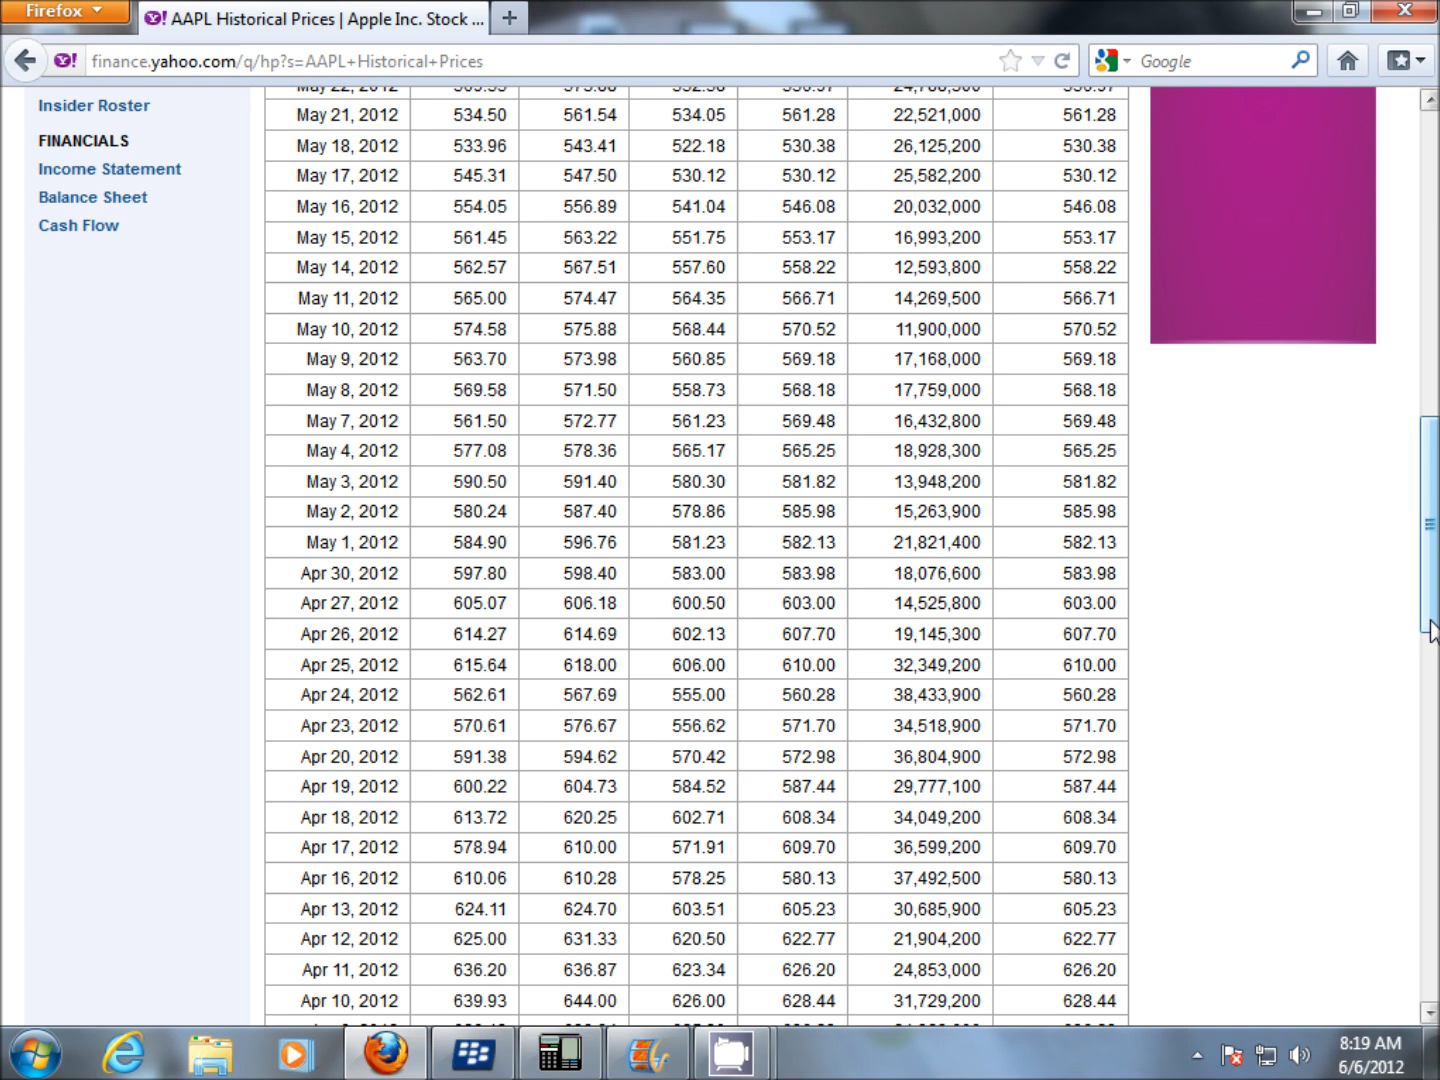 Firefox
Y! AAPL Historical Prices | Apple Inc. Stock ...
Y! finance.yahoo.com/q/hp?s=AAPL+Historical+Prices
Google
Insider Roster
FINANCIALS
Income Statement
Balance Sheet
Cash Flow
May 21, 2012 534.50 561.54 534.05 561.28 22,521,000 561.28
May 18, 2012 533.96 543.41 522.18 530.38 26,125,200 530.38
May 17, 2012 545.31 547.50 530.12 530.12 25,582,200 530.12
May 16, 2012 554.05 556.89 541.04 546.08 20,032,000 546.08
May 15, 2012 561.45 563.22 551.75 553.17 16,993,200 553.17
May 14, 2012 562.57 567.51 557.60 558.22 12,593,800 558.22
May 11, 2012 565.00 574.47 564.35 566.71 14,269,500 566.71
May 10, 2012 574.58 575.88 568.44 570.52 11,900,000 570.52
May 9, 2012 563.70 573.98 560.85 569.18 17,168,000 569.18
May 8, 2012 569.58 571.50 558.73 568.18 17,759,000 568.18
May 7, 2012 561.50 572.77 561.23 569.48 16,432,800 569.48
May 4, 2012 577.08 578.36 565.17 565.25 18,928,300 565.25
May 3, 2012 590.50 591.40 580.30 581.82 13,948,200 581.82
May 2, 2012 580.24 587.40 578.86 585.98 15,263,900 585.98
May 1, 2012 584.90 596.76 581.23 582.13 21,821,400 582.13
Apr 30, 2012 597.80 598.40 583.00 583.98 18,076,600 583.98
Apr 27, 2012 605.07 606.18 600.50 603.00 14,525,800 603.00
Apr 26, 2012 614.27 614.69 602.13 607.70 19,145,300 607.70
Apr 25, 2012 615.64 618.00 606.00 610.00 32,349,200 610.00
Apr 24, 2012 562.61 567.69 555.00 560.28 38,433,900 560.28
Apr 23, 2012 570.61 576.67 556.62 571.70 34,518,900 571.70
Apr 20, 2012 591.38 594.62 570.42 572.98 36,804,900 572.98
Apr 19, 2012 600.22 604.73 584.52 587.44 29,777,100 587.44
Apr 18, 2012 613.72 620.25 602.71 608.34 34,049,200 608.34
Apr 17, 2012 578.94 610.00 571.91 609.70 36,599,200 609.70
Apr 16, 2012 610.06 610.28 578.25 580.13 37,492,500 580.13
Apr 13, 2012 624.11 624.70 603.51 605.23 30,685,900 605.23
Apr 12, 2012 625.00 631.33 620.50 622.77 21,904,200 622.77
Apr 11, 2012 636.20 636.87 623.34 626.20 24,853,000 626.20
Apr 10, 2012 639.93 644.00 626.00 628.44 31,729,200 628.44
8:19 AM
6/6/2012